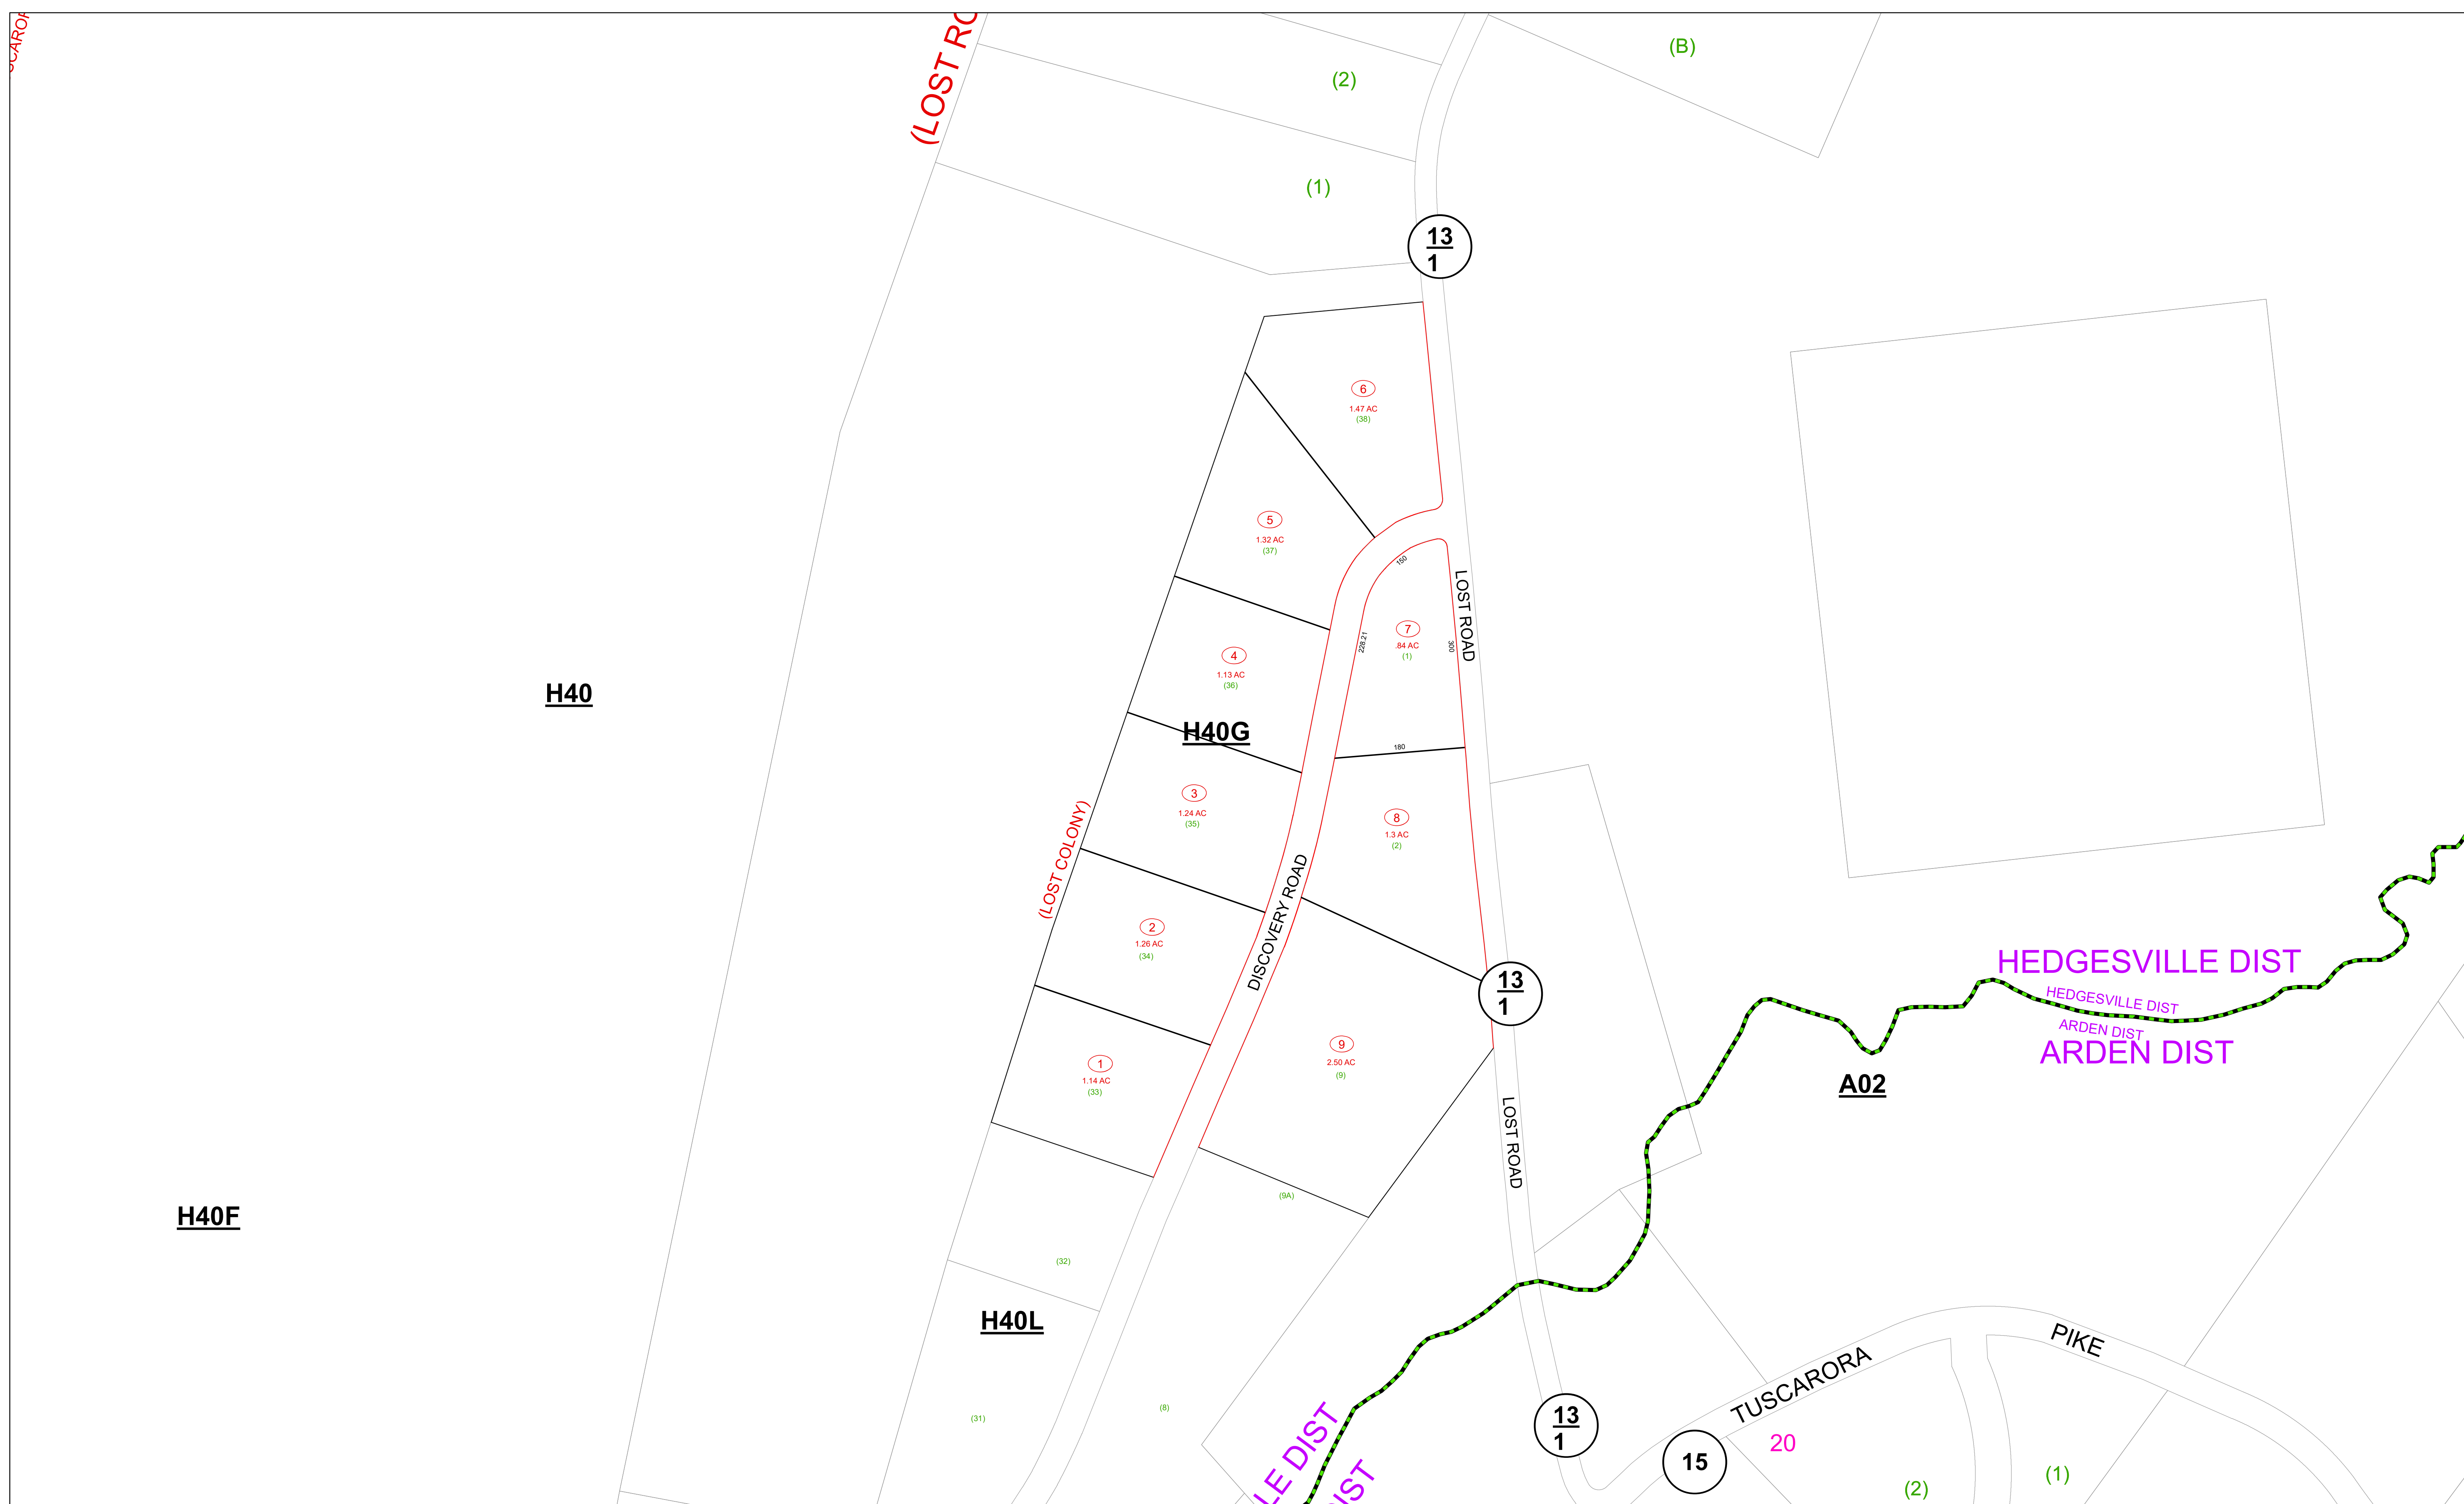 (B)
(2)
(1)
13
1
6
1.47 AC
(38)
5
1.32 AC
(37)
150
LOST ROAD
7
.84 AC
(1)
228.21
300
4
1.13 AC
(36)
H40
H40G
180
3
1.24 AC
(35)
8
1.3 AC
(2)
(LOST COLONY)
DISCOVERY ROAD
2
1.26 AC
(34)
13
1
HEDGESVILLE DIST
HEDGESVILLE DIST
ARDEN DIST
ARDEN DIST
9
2.50 AC
(9)
1
1.14 AC
(33)
A02
LOST ROAD
(9A)
H40F
(32)
H40L
TUSCARORA
PIKE
(8)
(31)
13
1
20
15
(1)
(2)
(LOST
DIST